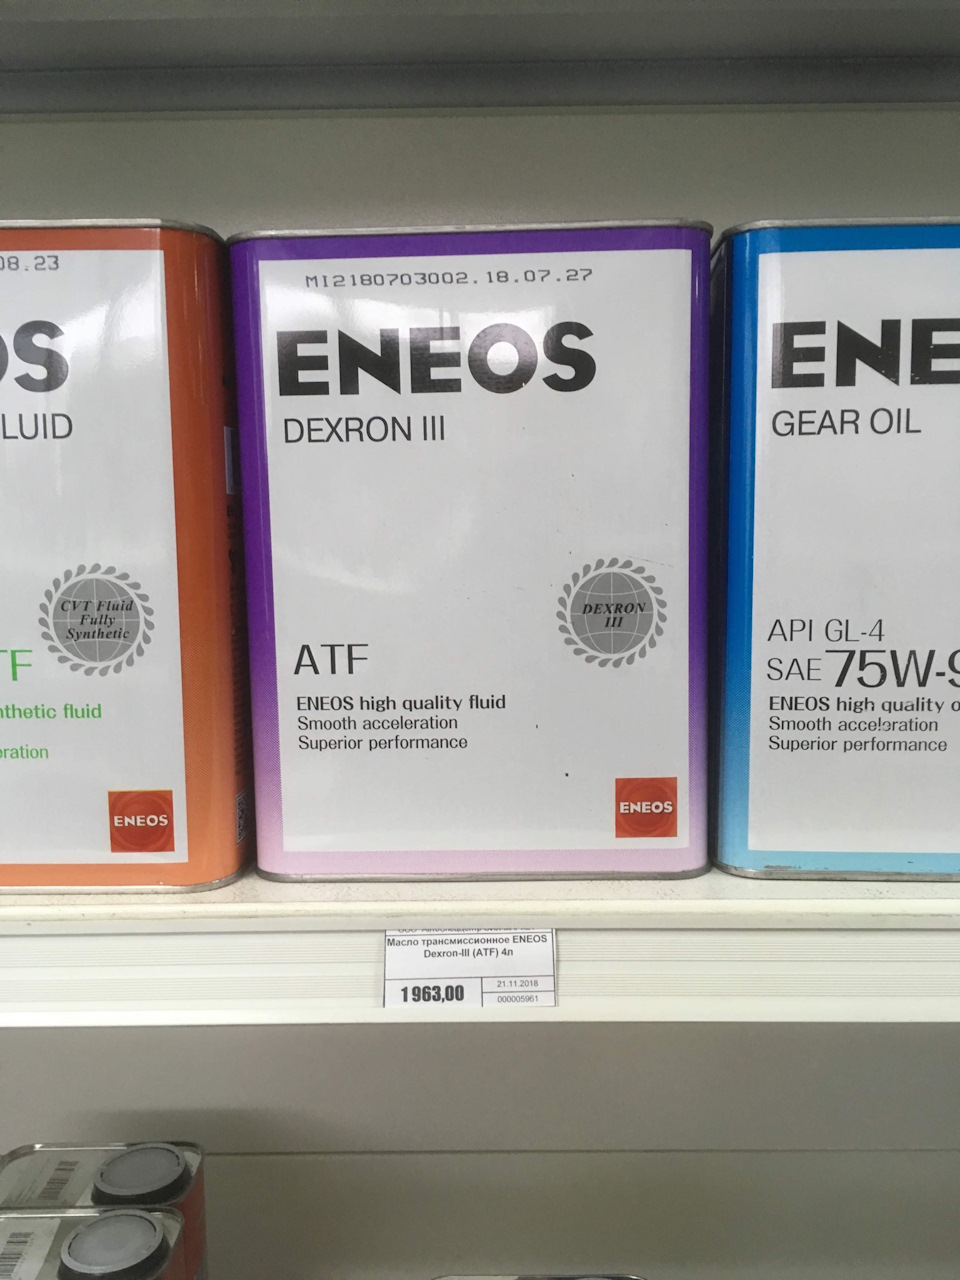 08.23
OS
LUID
CVT Fluid
Fully
Synthetic
TF
nthetic fluid
eration
ENEOS
MI2180703002.18.07.27
ENEOS
DEXRON III
DEXRON
III
ATF
ENEOS high quality fluid
Smooth acceleration
Superior performance
ENEOS
ENE
GEAR OIL
API GL-4
SAE 75W-9
ENEOS high quality o
Smooth acceleration
Superior performance
Масло трансмиссионное ENEOS
Dexron-III (ATF) 4л
1 963,00
21.11.2018
000005961